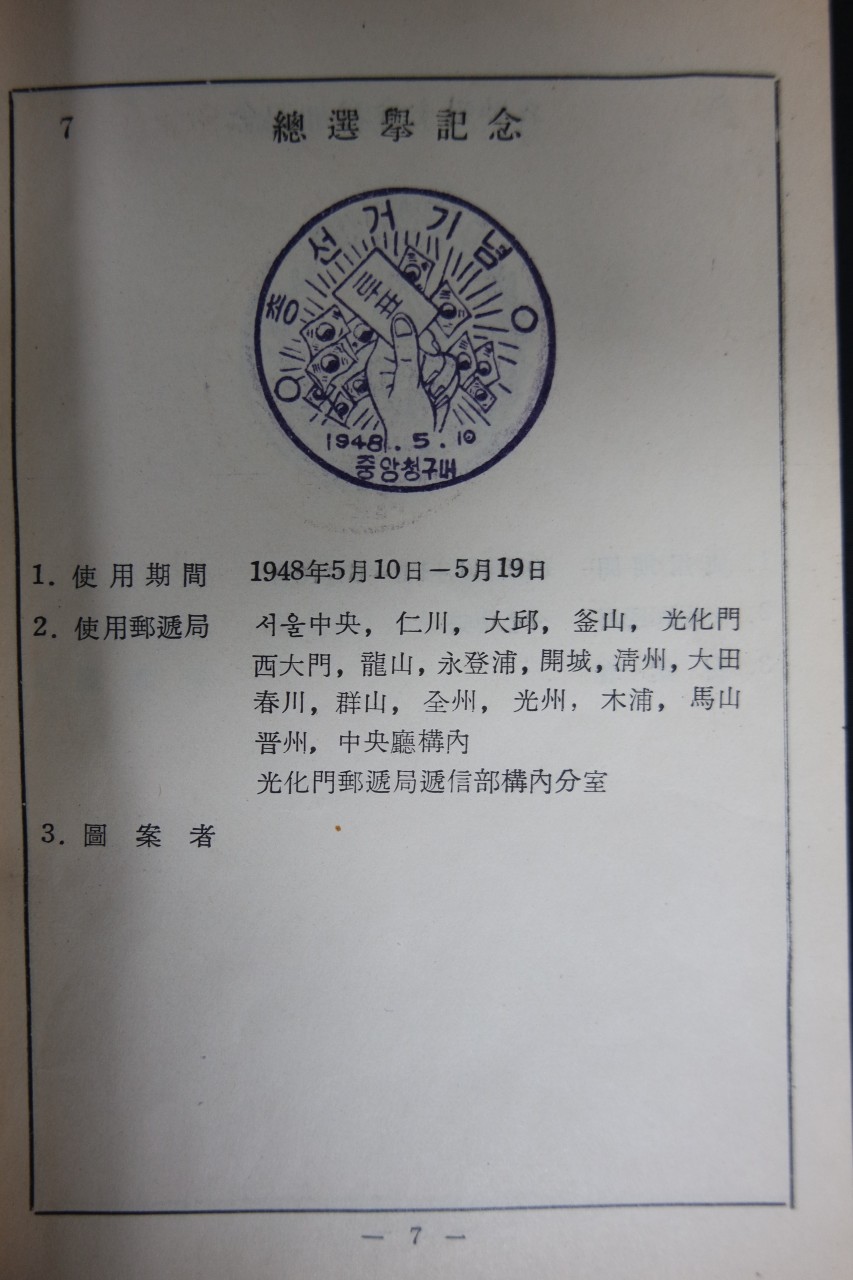 7 總選擧記念
총선거기념
투표
1948.5.10
중앙청구내
1. 使用期間 1948年5月10日－5月19日
2. 使用郵遞局 서울中央, 仁川, 大邱, 釜山, 光化門
西大門, 龍山, 永登浦, 開城, 淸州, 大田
春川, 群山, 全州, 光州, 木浦, 馬山
晋州, 中央廳構內
光化門郵遞局遞信部構內分室
3. 圖案者
— 7 —